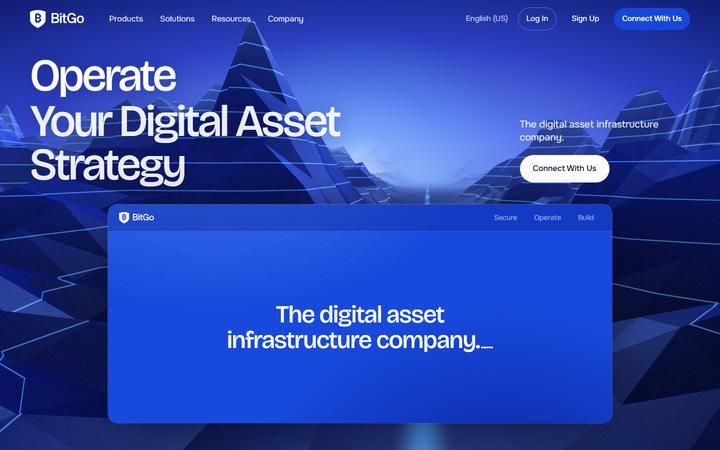 BitGo
Products
Solutions
Resources
Company
English (US)
Log In
Sign Up
Connect With Us
Operate
Your Digital Asset
Strategy
The digital asset infrastructure
company.
Connect With Us
BitGo
Secure
Operate
Build
The digital asset
infrastructure company._